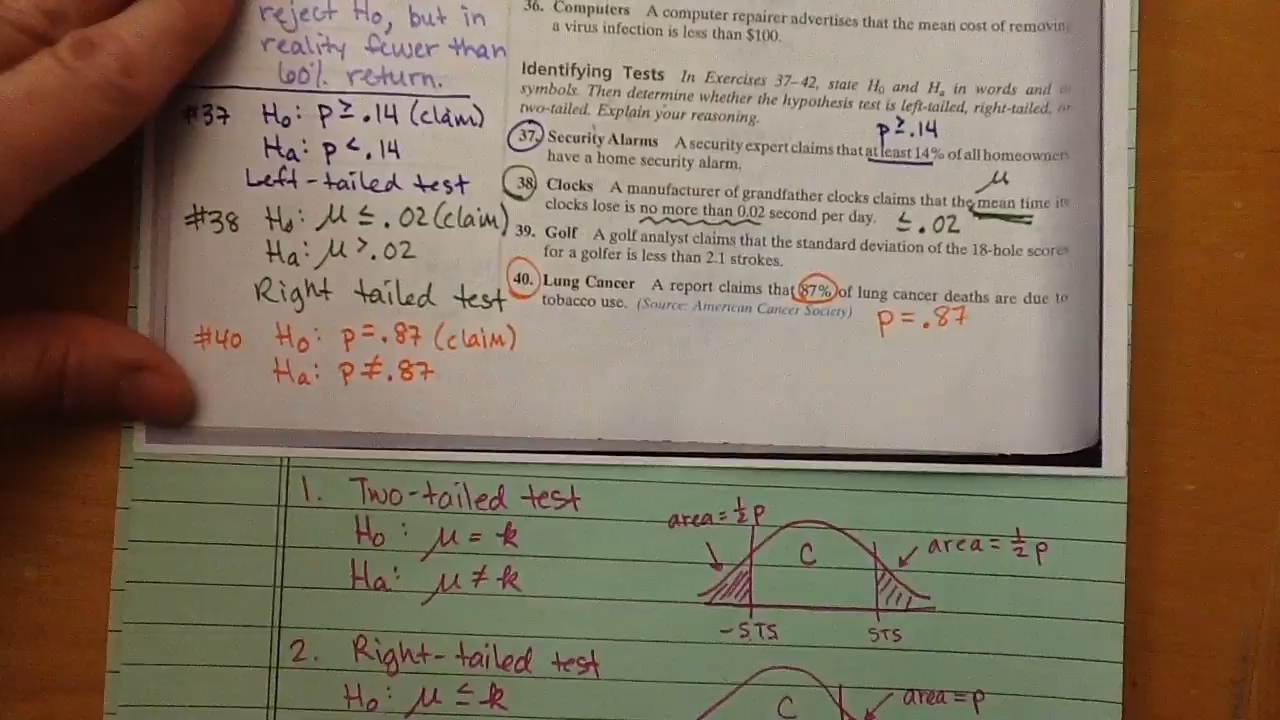 reject Ho, but in
reality fewer than
60% return.
#37 Ho: p ≥ .14 (claim)
Ha: p < .14
Left-tailed test
#38 Ho: μ ≤ .02 (claim)
Ha: μ > .02
Right tailed test
#40 Ho: p = .87 (claim)
Ha: p ≠ .87
36. Computers A computer repairer advertises that the mean cost of removing
a virus infection is less than $100.
Identifying Tests In Exercises 37–42, state H0 and Ha in words and in
symbols. Then determine whether the hypothesis test is left-tailed, right-tailed, or
two-tailed. Explain your reasoning.
p ≥ .14
37. Security Alarms A security expert claims that at least 14% of all homeowners
have a home security alarm.
μ
38. Clocks A manufacturer of grandfather clocks claims that the mean time its
clocks lose is no more than 0.02 second per day. ≤ .02
39. Golf A golf analyst claims that the standard deviation of the 18-hole scores
for a golfer is less than 2.1 strokes.
40. Lung Cancer A report claims that 87% of lung cancer deaths are due to
tobacco use. (Source: American Cancer Society)
p = .87
1. Two-tailed test
Ho: μ = k
Ha: μ ≠ k
area = ½ p
C
area = ½ p
-STS STS
2. Right-tailed test
Ho: μ ≤ k
C
area = p